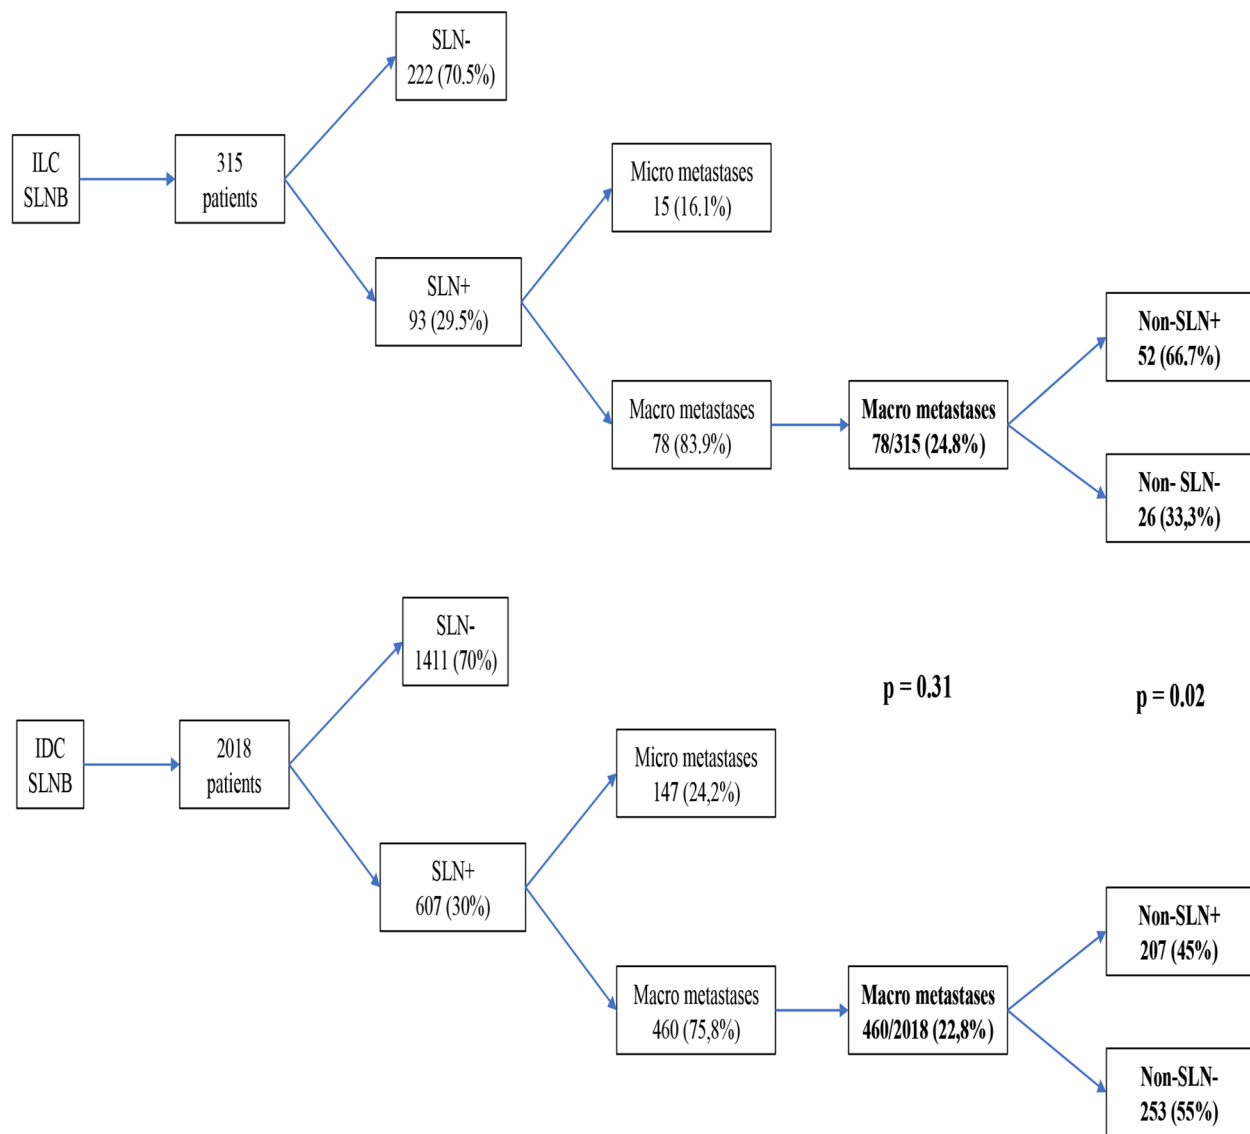 SLN-
222 (70.5%)
ILC
SLNB
315
patients
Micro metastases
15 (16.1%)
SLN+
93 (29.5%)
Non-SLN+
52 (66.7%)
Macro metastases
78 (83.9%)
Macro metastases
78/315 (24.8%)
Non- SLN-
26 (33,3%)
SLN-
1411 (70%)
p = 0.31
p = 0.02
IDC
SLNB
2018
patients
Micro metastases
147 (24,2%)
SLN+
607 (30%)
Non-SLN+
207 (45%)
Macro metastases
460 (75,8%)
Macro metastases
460/2018 (22,8%)
Non-SLN-
253 (55%)